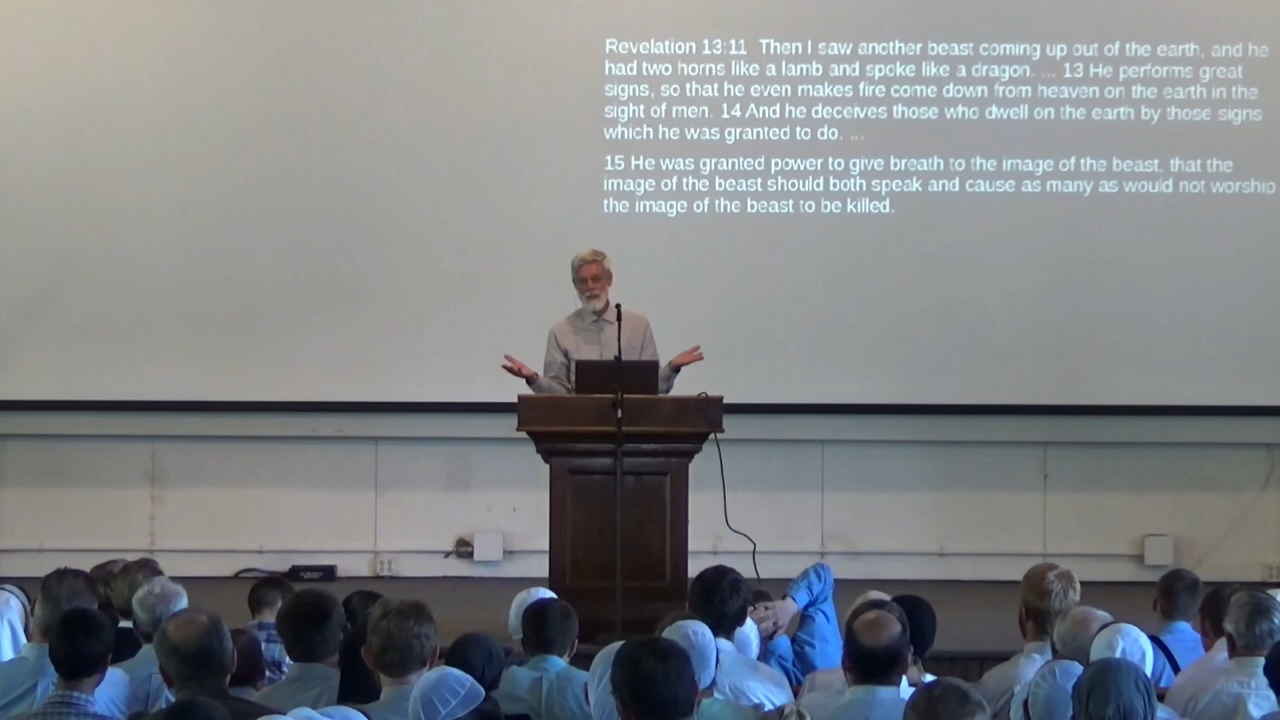 Revelation 13:11 Then I saw another beast coming up out of the earth, and he
had two horns like a lamb and spoke like a dragon. ... 13 He performs great
signs, so that he even makes fire come down from heaven on the earth in the
sight of men. 14 And he deceives those who dwell on the earth by those signs
which he was granted to do. ...
15 He was granted power to give breath to the image of the beast, that the
image of the beast should both speak and cause as many as would not worship
the image of the beast to be killed.